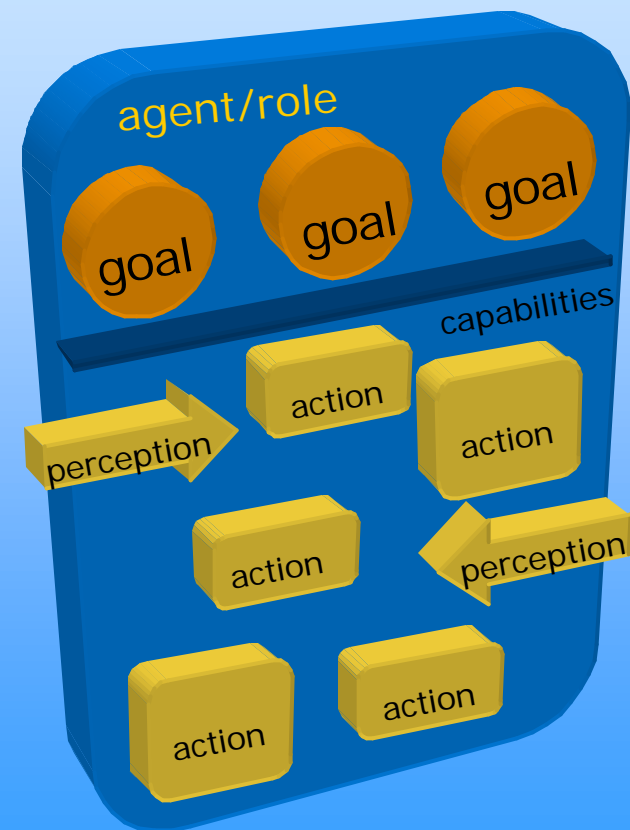 agent/role
goal
goal
goal
capabilities
action
action
perception
action
perception
action
action